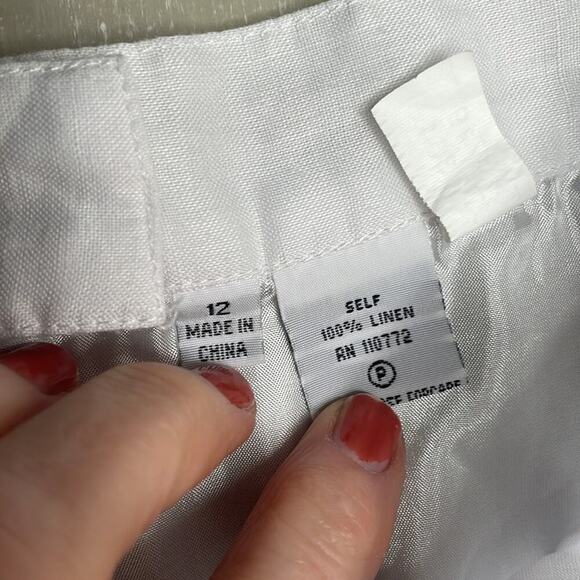 12
MADE IN
CHINA
SELF
100% LINEN
RN 110772
P